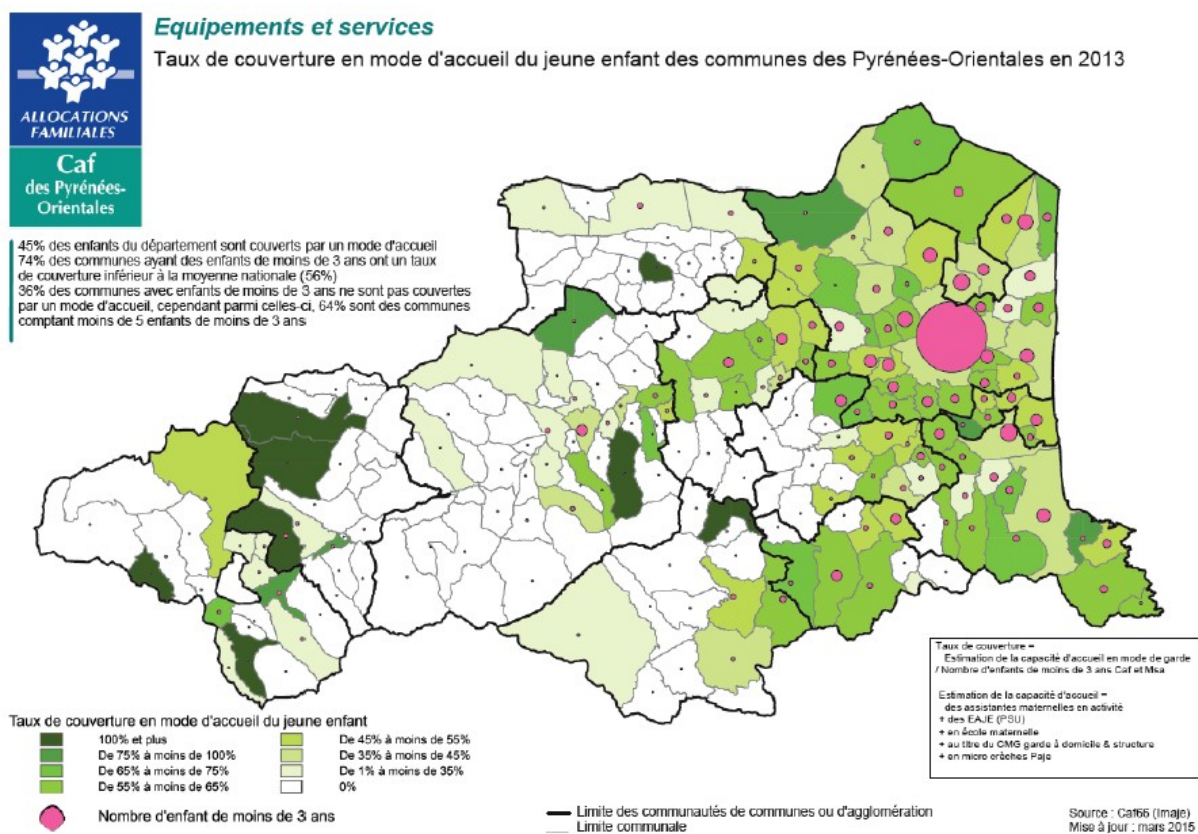 Equipements et services
Taux de couverture en mode d'accueil du jeune enfant des communes des Pyrénées-Orientales en 2013
ALLOCATIONS
FAMILIALES
Caf
des Pyrénées-
Orientales
45% des enfants du département sont couverts par un mode d'accueil
74% des communes ayant des enfants de moins de 3 ans ont un taux
de couverture inférieur à la moyenne nationale (56%)
36% des communes avec enfants de moins de 3 ans ne sont pas couvertes
par un mode d'accueil, cependant parmi celles-ci, 64% sont des communes
comptant moins de 5 enfants de moins de 3 ans
Taux de couverture =
Estimation de la capacité d'accueil en mode de garde
/ Nombre d'enfants de moins de 3 ans Caf et Msa
Estimation de la capacité d'accueil =
des assistantes maternelles en activité
+ des EAJE (PSU)
+ en école maternelle
+ au titre du CMG garde à domicile & structure
+ en micro crèches Paje
Taux de couverture en mode d'accueil du jeune enfant
100% et plus
De 75% à moins de 100%
De 65% à moins de 75%
De 55% à moins de 65%
De 45% à moins de 55%
De 35% à moins de 45%
De 1% à moins de 35%
0%
Nombre d'enfant de moins de 3 ans
Limite des communautés de communes ou d'agglomération
Limite communale
Source : Caf66 (Imaje)
Mise à jour : mars 2015